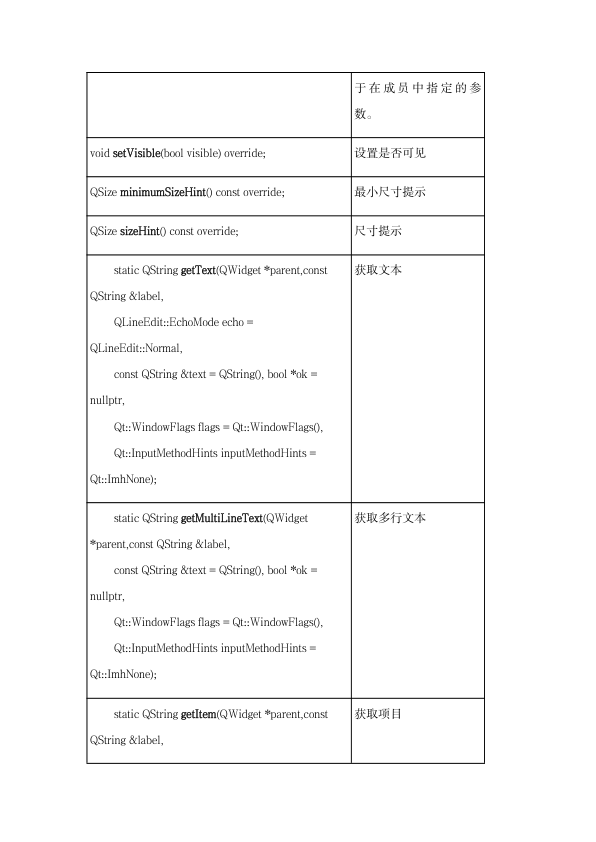 于在成员中指定的参
数。
void setVisible(bool visible) override;
设置是否可见
QSize minimumSizeHint() const override;
最小尺寸提示
QSize sizeHint() const override;
尺寸提示
static QString getText(QWidget *parent,const
QString &label,
QLineEdit::EchoMode echo =
QLineEdit::Normal,
const QString &text = QString(), bool *ok =
nullptr,
Qt::WindowFlags flags = Qt::WindowFlags(),
Qt::InputMethodHints inputMethodHints =
Qt::ImhNone);
获取文本
static QString getMultiLineText(QWidget
*parent,const QString &label,
const QString &text = QString(), bool *ok =
nullptr,
Qt::WindowFlags flags = Qt::WindowFlags(),
Qt::InputMethodHints inputMethodHints =
Qt::ImhNone);
获取多行文本
static QString getItem(QWidget *parent,const
QString &label,
获取项目